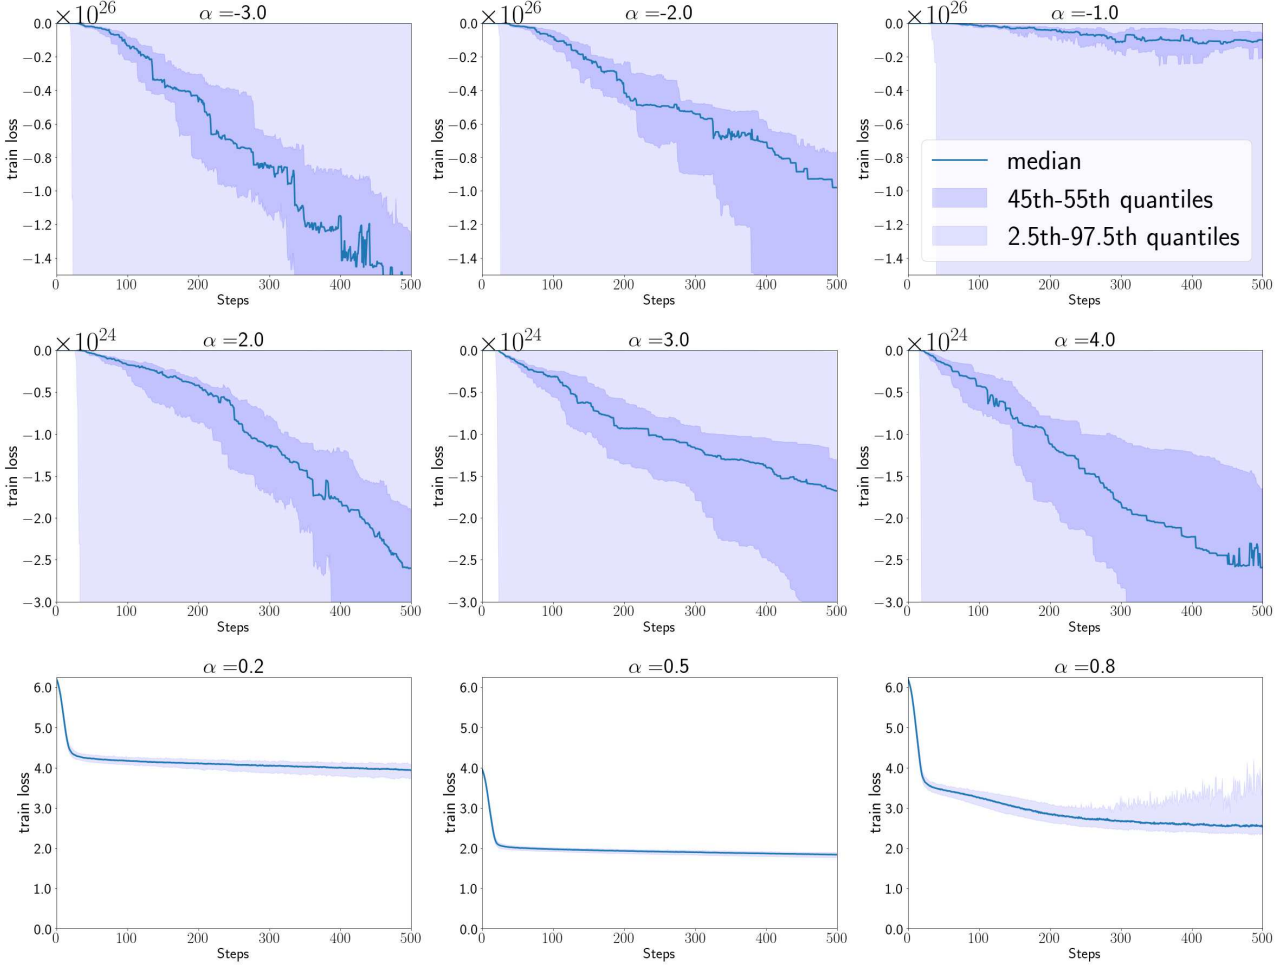 ×10^26 α =-3.0
×10^26 α =-2.0
×10^26 α =-1.0
0.0
−0.2
−0.4
−0.6
−0.8
−1.0
−1.2
−1.4
train loss
0 100 200 300 400 500
Steps
0.0
−0.2
−0.4
−0.6
−0.8
−1.0
−1.2
−1.4
train loss
0 100 200 300 400 500
Steps
0.0
−0.2
−0.4
−0.6
−0.8
−1.0
−1.2
−1.4
train loss
median
45th-55th quantiles
2.5th-97.5th quantiles
0 100 200 300 400 500
Steps
×10^24 α =2.0
0.0
−0.5
−1.0
−1.5
−2.0
−2.5
−3.0
train loss
0 100 200 300 400 500
Steps
×10^24 α =3.0
0.0
−0.5
−1.0
−1.5
−2.0
−2.5
−3.0
train loss
0 100 200 300 400 500
Steps
×10^24 α =4.0
0.0
−0.5
−1.0
−1.5
−2.0
−2.5
−3.0
train loss
0 100 200 300 400 500
Steps
α =0.2
6.0
5.0
4.0
3.0
2.0
1.0
0.0
train loss
0 100 200 300 400 500
Steps
α =0.5
6.0
5.0
4.0
3.0
2.0
1.0
0.0
train loss
0 100 200 300 400 500
Steps
α =0.8
6.0
5.0
4.0
3.0
2.0
1.0
0.0
train loss
0 100 200 300 400 500
Steps